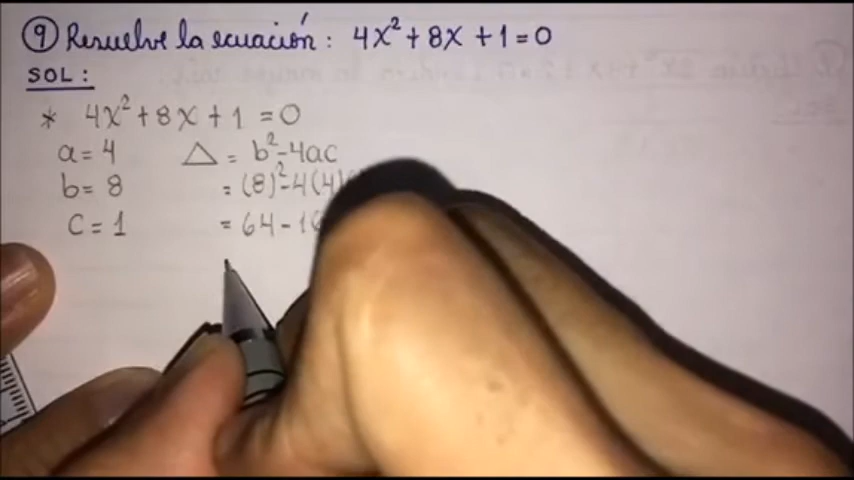 9 Resuelve la ecuación: 4x² + 8x + 1 = 0
SOL:
* 4x² + 8x + 1 = 0
a = 4 △ = b² - 4ac
b = 8 = (8)² - 4(4)
c = 1 = 64 - 16